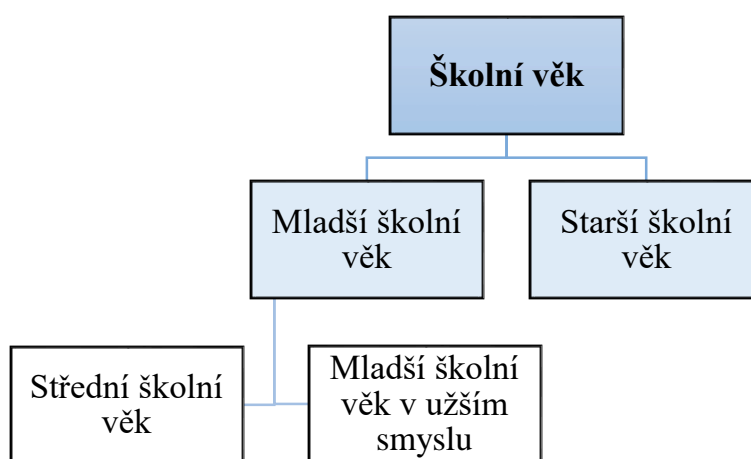 Školní věk
Mladší školní
věk
Starší školní
věk
Střední školní
věk
Mladší školní
věk v užším
smyslu